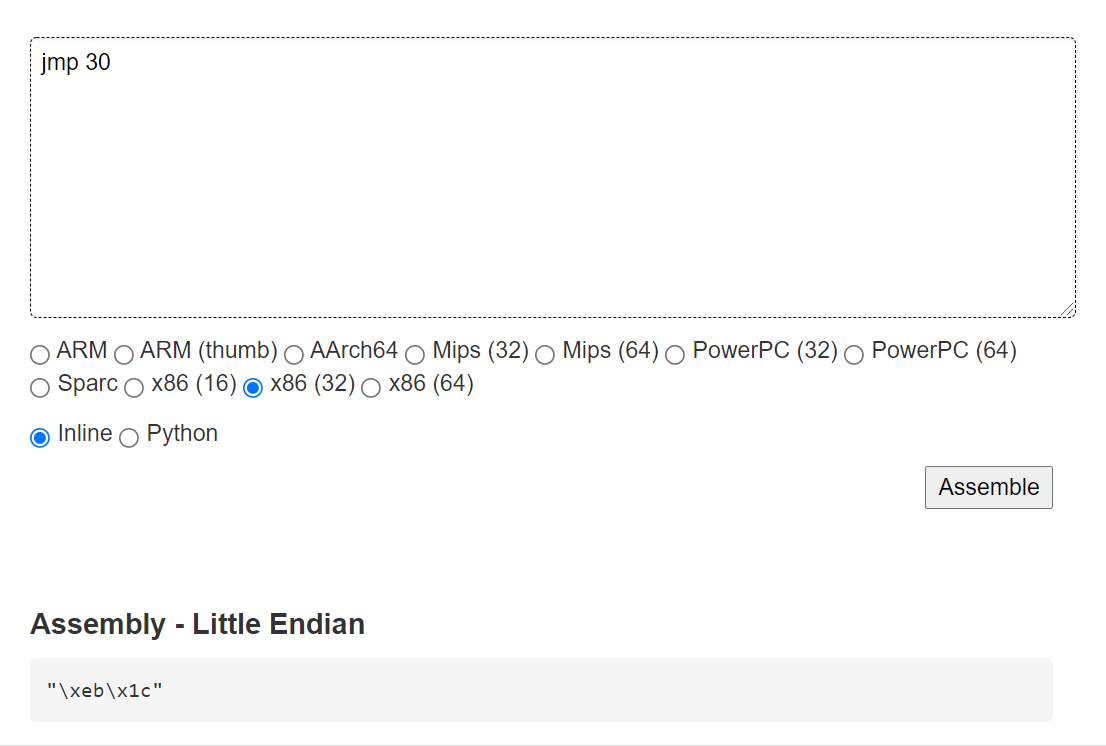 jmp 30
ARM ARM (thumb) AArch64 Mips (32) Mips (64) PowerPC (32) PowerPC (64)
Sparc x86 (16) x86 (32) x86 (64)
Inline Python
Assemble
Assembly - Little Endian
"\xeb\x1c"